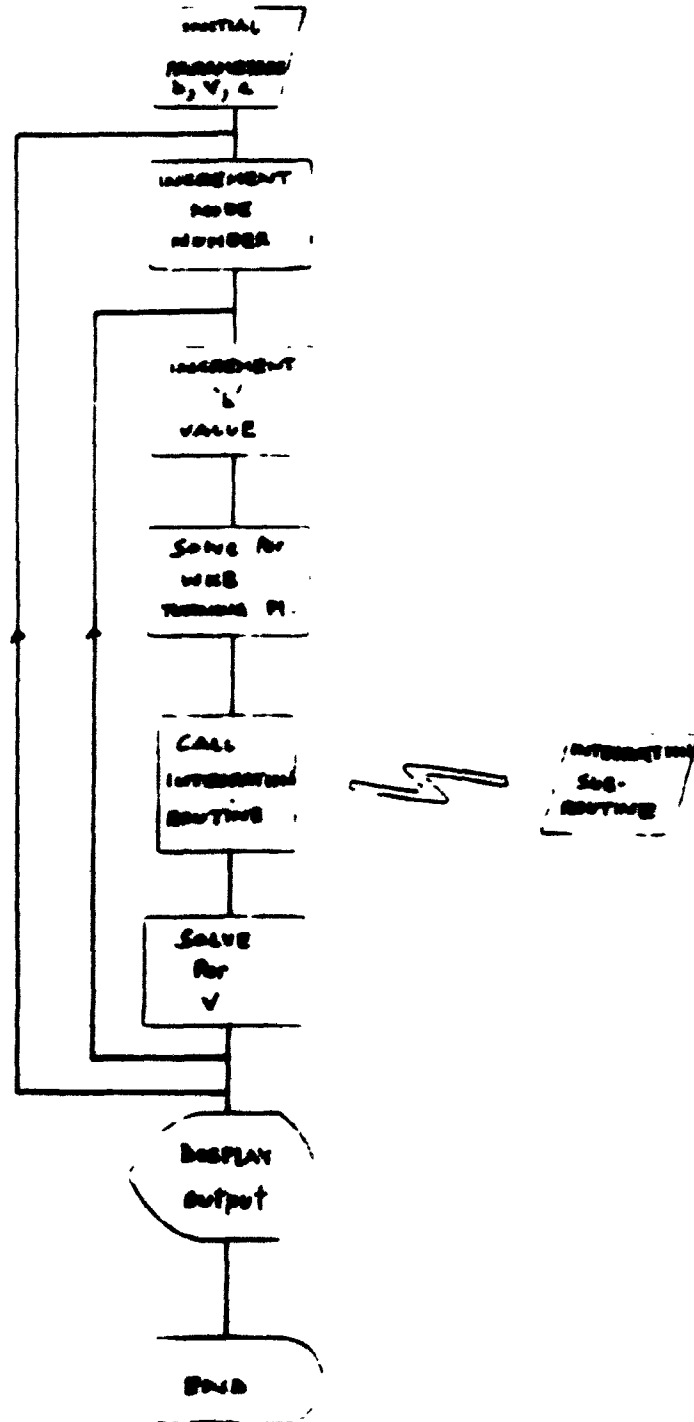 INITIAL
PARAMETERS
b, V, a
INCREMENT
MODE
NUMBER
INCREMENT
'b'
VALUE
SOLVE For
WKB
TURNING Pt.
CALL
INTEGRATION
ROUTINE
INTEGRATION
SUB-
ROUTINE
SOLVE
For
V
DISPLAY
OUTPUT
END